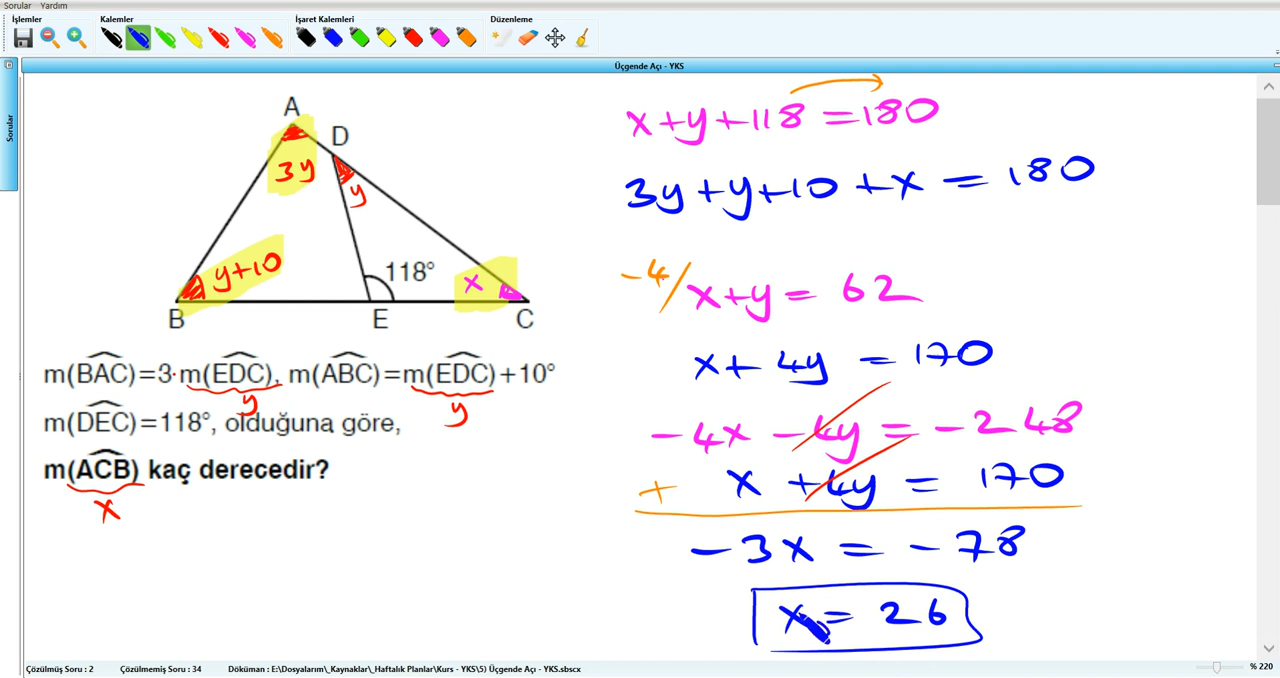 Sorular Yardım
İşlemler Kalemler İşaret Kalemleri Düzenleme
Üçgende Açı - YKS
Sorular
A
D
3y
y
y+10
118°
x
B
E
C
m(BAC)=3·m(EDC), m(ABC)=m(EDC)+10°
y
y
m(DEC)=118°, olduğuna göre,
m(ACB) kaç derecedir?
x
x+y+118=180
3y+y+10+x=180
-4/ x+y=62
x+4y=170
-4x-4y=-248
+ x+4y=170
-3x=-78
x=26
Çözülmüş Soru : 2 Çözülmemiş Soru : 34 Döküman : E:\Dosyalarım\_Kaynaklar\_Haftalık Planlar\Kurs - YKS\5) Üçgende Açı - YKS.sbscx % 220